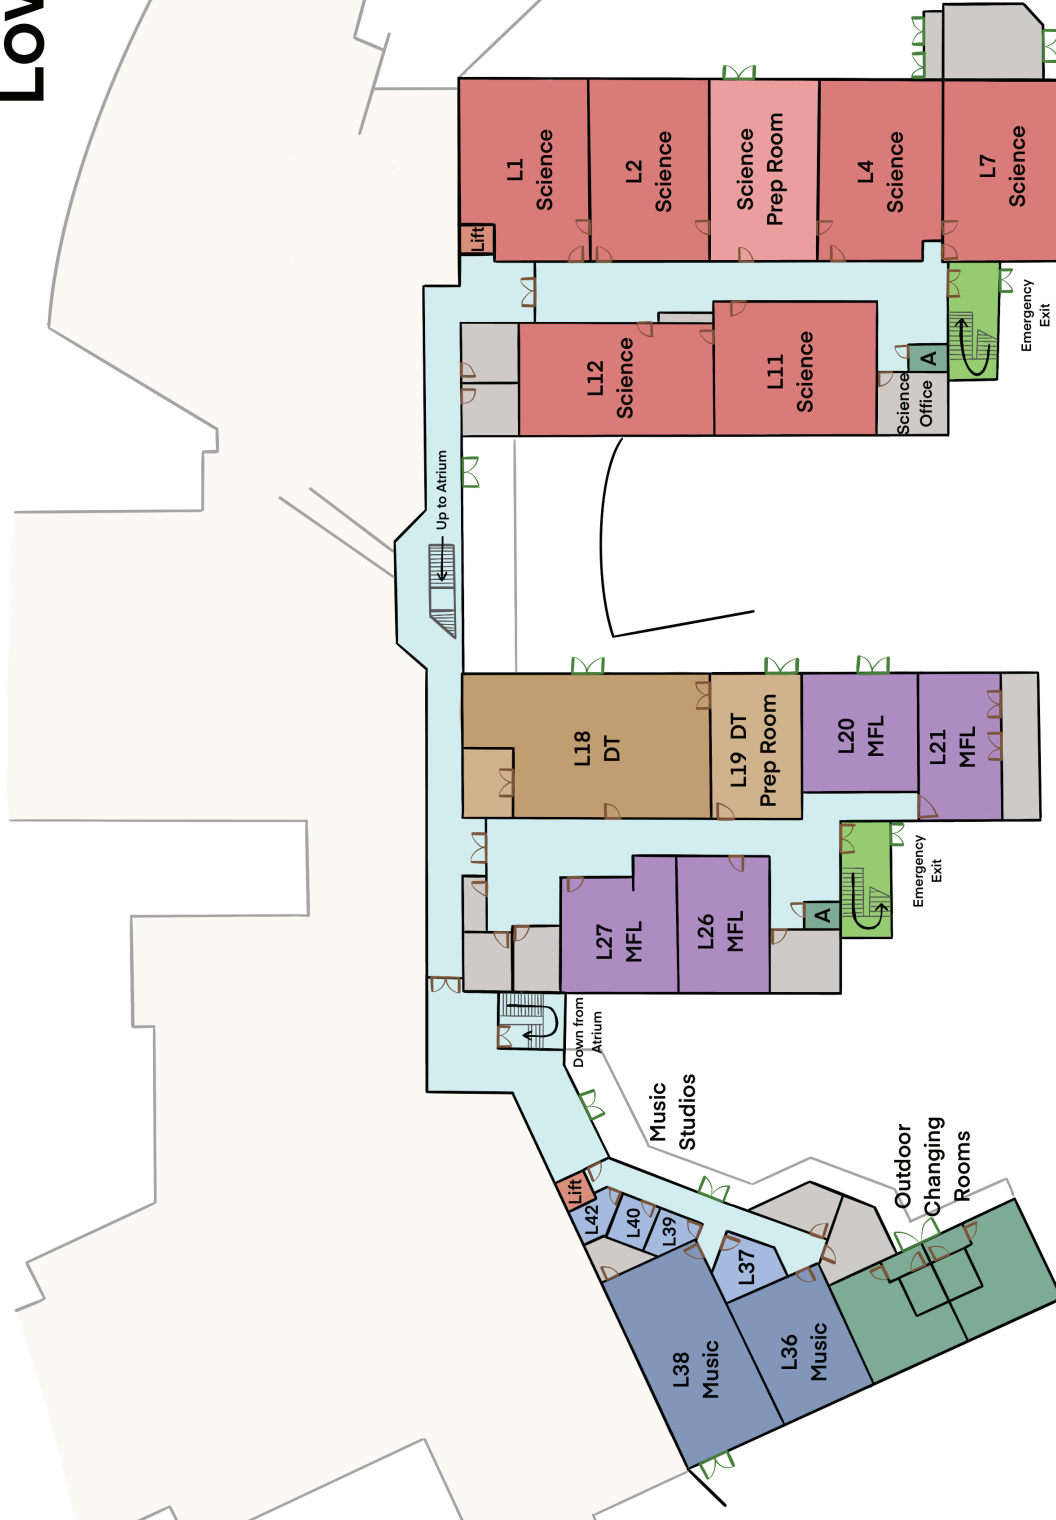 LOW
L1
Science
L2
Science
Science
Prep Room
L4
Science
L7
Science
Lift
L12
Science
L11
Science
Science
Office
A
Emergency
Exit
Up to Atrium
L18
DT
L19 DT
Prep Room
L20
MFL
L21
MFL
L27
MFL
L26
MFL
A
Emergency
Exit
Down from
Atrium
Music
Studios
Outdoor
Changing
Rooms
Lift
L42
L40
L39
L37
L38
Music
L36
Music